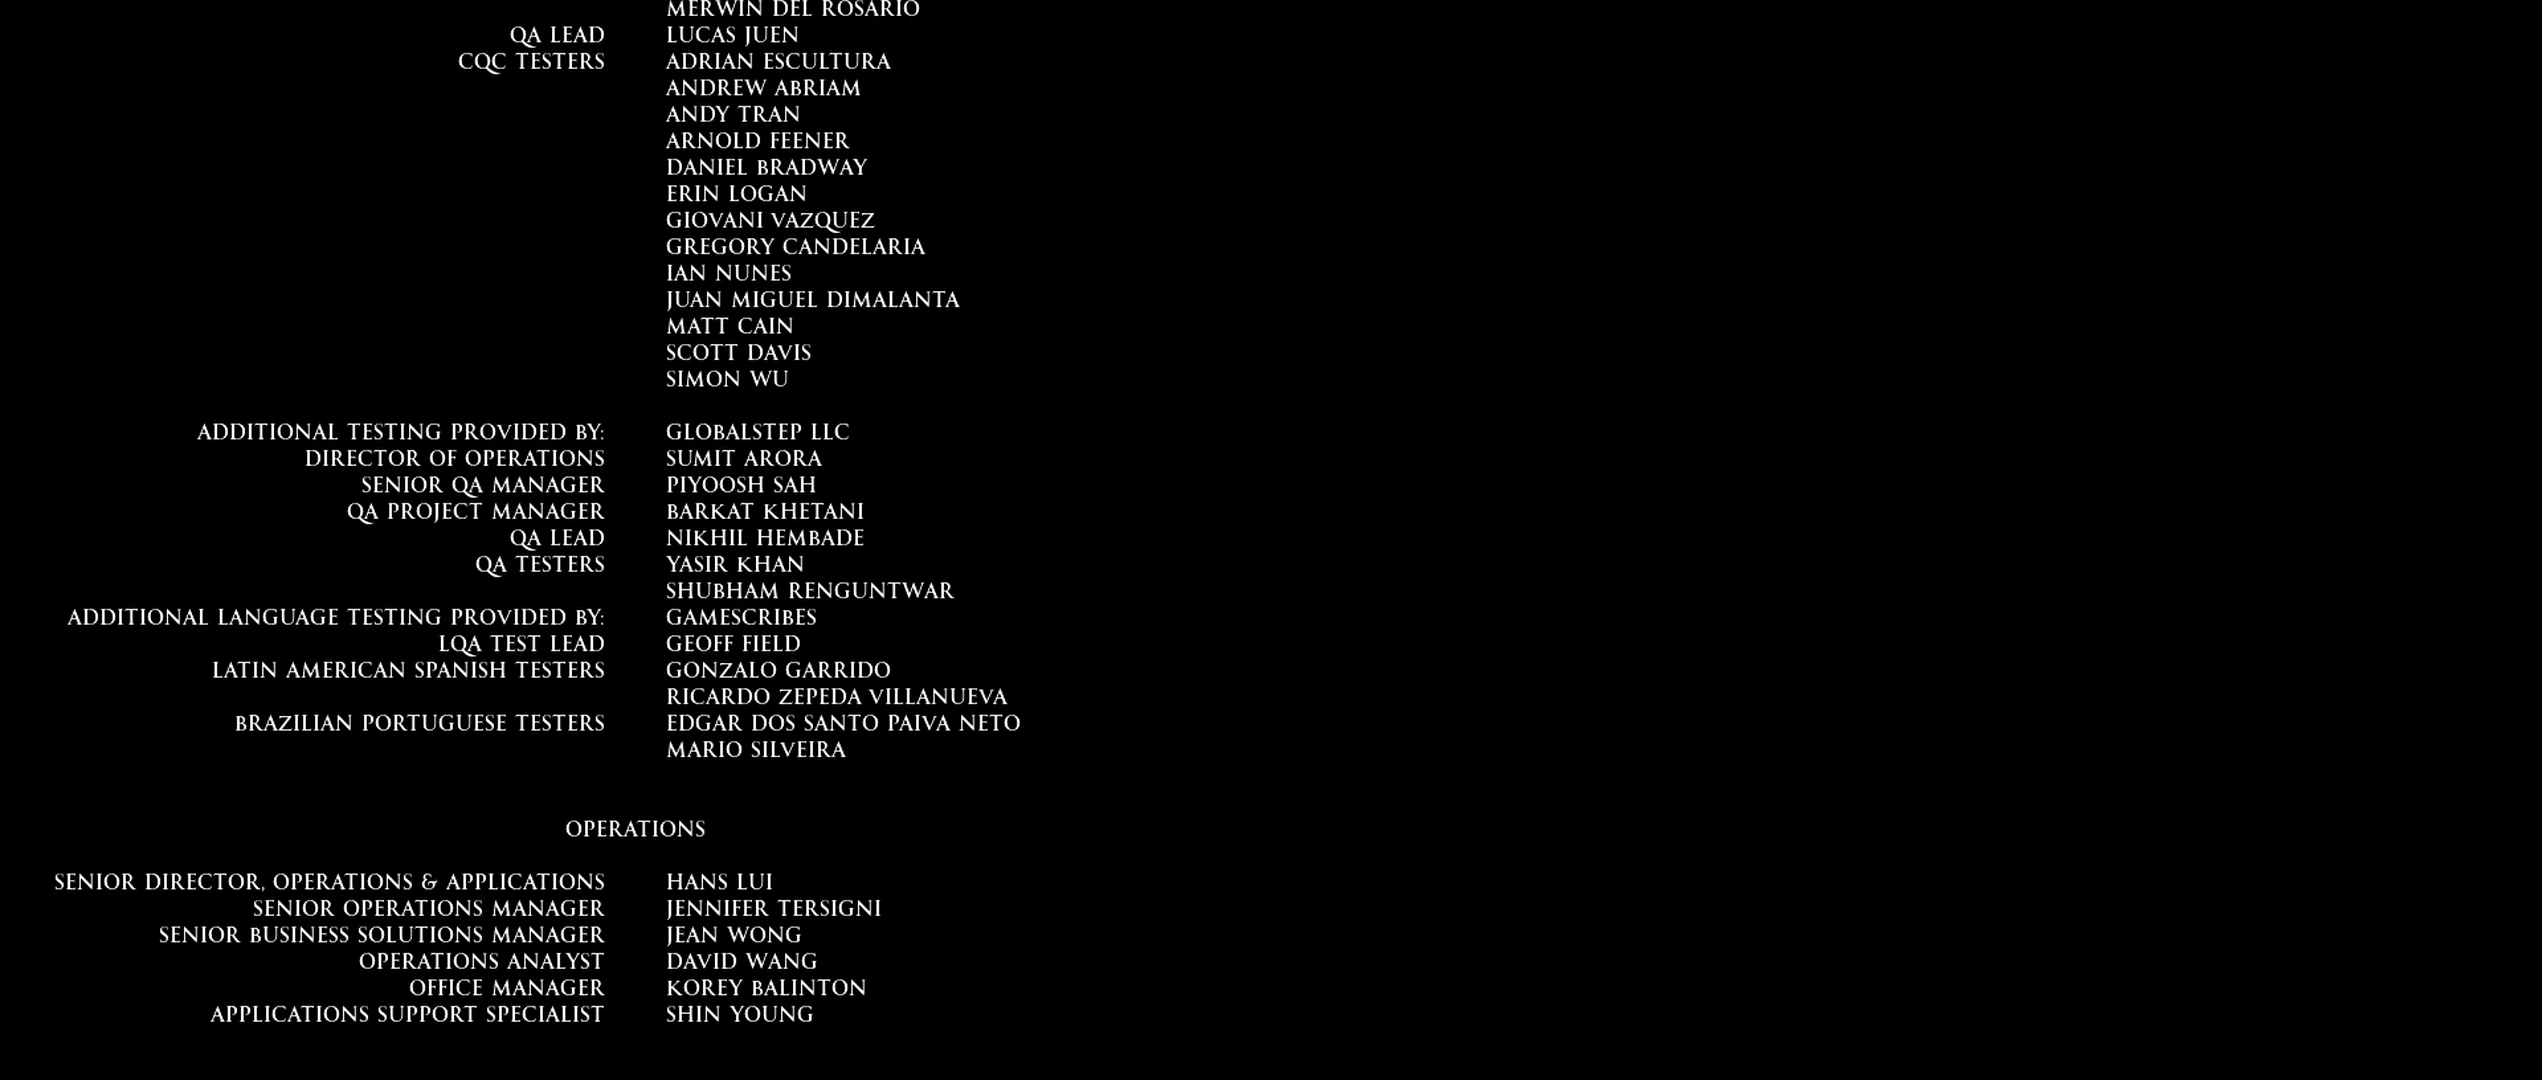 MERWIN DEL ROSARIO
QA LEAD LUCAS JUEN
CQC TESTERS ADRIAN ESCULTURA
ANDREW ABRIAM
ANDY TRAN
ARNOLD FEENER
DANIEL BRADWAY
ERIN LOGAN
GIOVANI VAZQUEZ
GREGORY CANDELARIA
IAN NUNES
JUAN MIGUEL DIMALANTA
MATT CAIN
SCOTT DAVIS
SIMON WU
ADDITIONAL TESTING PROVIDED BY: GLOBALSTEP LLC
DIRECTOR OF OPERATIONS SUMIT ARORA
SENIOR QA MANAGER PIYOOSH SAH
QA PROJECT MANAGER BARKAT KHETANI
QA LEAD NIKHIL HEMBADE
QA TESTERS YASIR KHAN
SHUBHAM RENGUNTWAR
ADDITIONAL LANGUAGE TESTING PROVIDED BY: GAMESCRIBES
LQA TEST LEAD GEOFF FIELD
LATIN AMERICAN SPANISH TESTERS GONZALO GARRIDO
RICARDO ZEPEDA VILLANUEVA
BRAZILIAN PORTUGUESE TESTERS EDGAR DOS SANTO PAIVA NETO
MARIO SILVEIRA
OPERATIONS
SENIOR DIRECTOR, OPERATIONS & APPLICATIONS HANS LUI
SENIOR OPERATIONS MANAGER JENNIFER TERSIGNI
SENIOR BUSINESS SOLUTIONS MANAGER JEAN WONG
OPERATIONS ANALYST DAVID WANG
OFFICE MANAGER KOREY BALINTON
APPLICATIONS SUPPORT SPECIALIST SHIN YOUNG